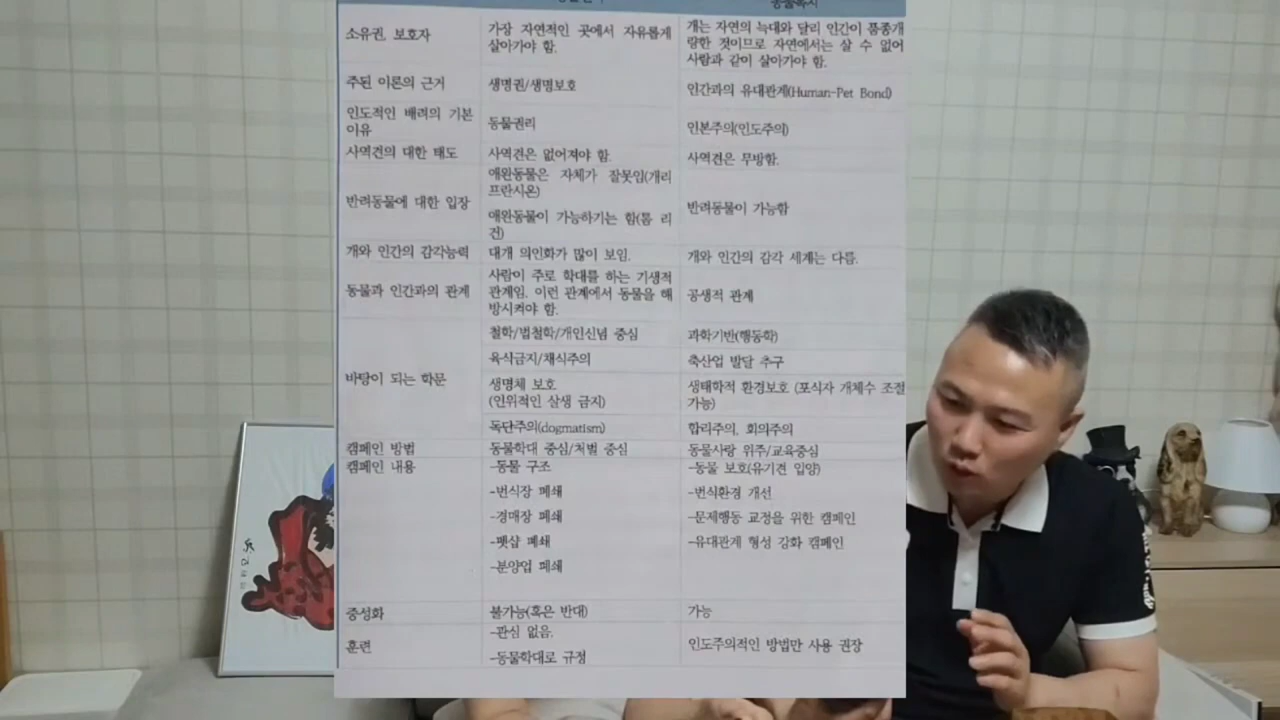 동물복지
소유권, 보호자
가장 자연적인 곳에서 자유롭게
살아가야 함.
개는 자연의 늑대와 달리 인간이 품종개
량한 것이므로 자연에서는 살 수 없어
사람과 같이 살아가야 함.
주된 이론의 근거
생명권/생명보호
인간과의 유대관계(Human-Pet Bond)
인도적인 배려의 기본
이유
동물권리
인본주의(인도주의)
사역견의 대한 태도
사역견은 없어져야 함.
사역견은 무방함.
반려동물에 대한 입장
애완동물은 자체가 잘못임(개리
프란시온)
애완동물이 가능하기는 함(톰 리
건)
반려동물이 가능함
개와 인간의 감각능력
대개 의인화가 많이 보임.
개와 인간의 감각 세계는 다름.
동물과 인간과의 관계
사람이 주로 학대를 하는 기생적
관계임. 이런 관계에서 동물을 해
방시켜야 함.
공생적 관계
바탕이 되는 학문
철학/법철학/개인신념 중심
과학기반(행동학)
육식금지/채식주의
축산업 발달 추구
생명체 보호
(인위적인 살생 금지)
생태학적 환경보호 (포식자 개체수 조절
가능)
독단주의(dogmatism)
합리주의, 회의주의
캠페인 방법
동물학대 중심/처벌 중심
동물사랑 위주/교육중심
캠페인 내용
-동물 구조
-동물 보호(유기견 입양)
-번식장 폐쇄
-번식환경 개선
-경매장 폐쇄
-문제행동 교정을 위한 캠페인
-펫샵 폐쇄
-유대관계 형성 강화 캠페인
-분양업 폐쇄
중성화
불가능(혹은 반대)
가능
훈련
-관심 없음.
-동물학대로 규정
인도주의적인 방법만 사용 권장